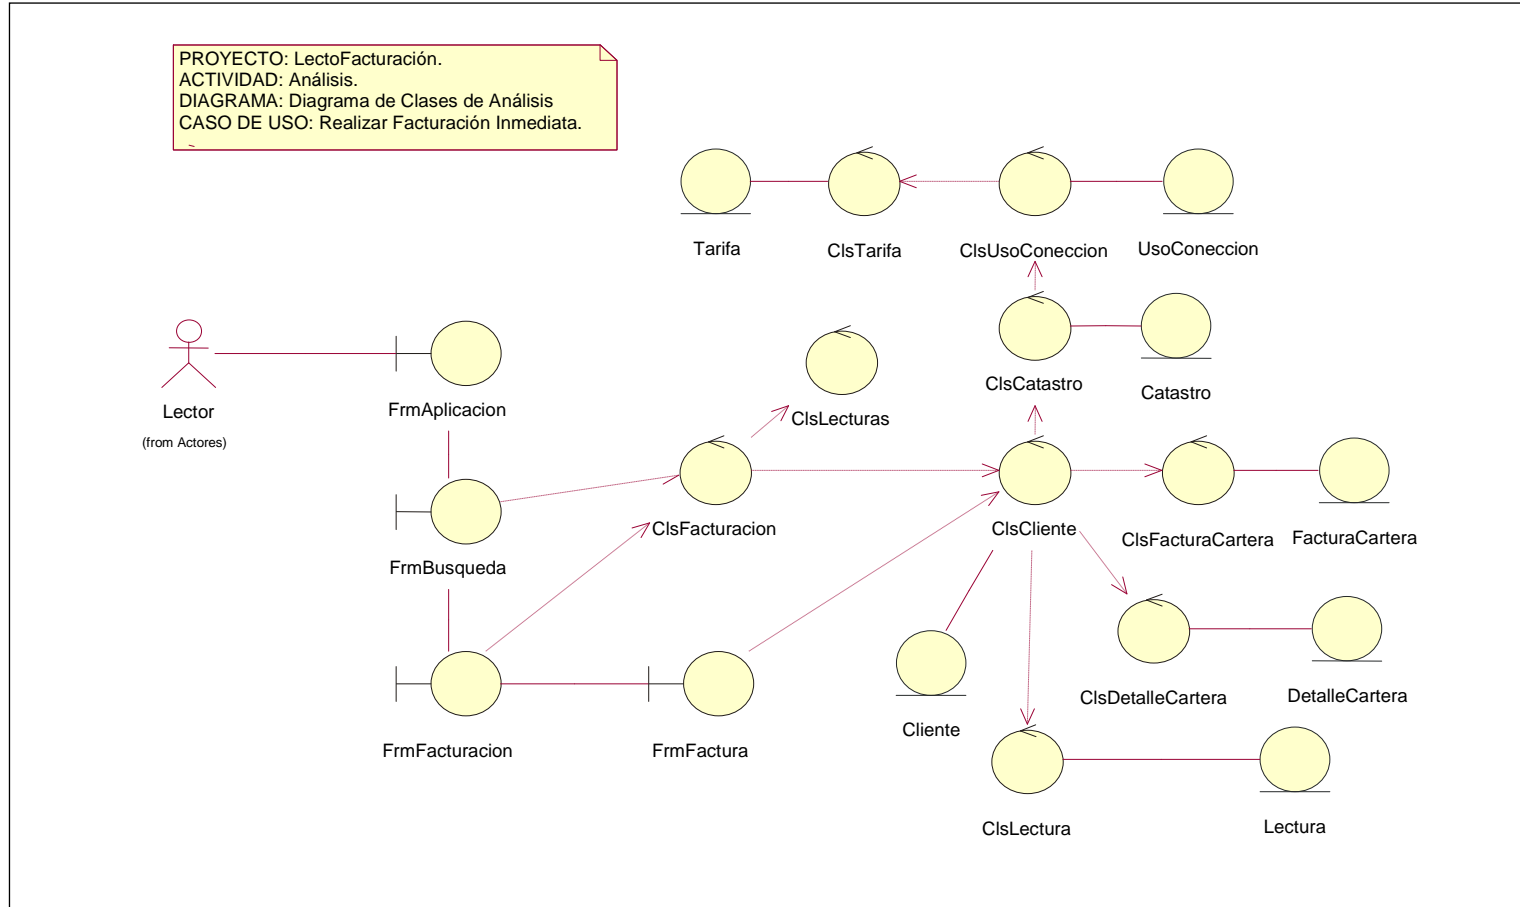 PROYECTO: LectoFacturación.
ACTIVIDAD: Análisis.
DIAGRAMA: Diagrama de Clases de Análisis
CASO DE USO: Realizar Facturación Inmediata.
Tarifa
ClsTarifa
ClsUsoConeccion
UsoConeccion
ClsCatastro
Catastro
Lector
(from Actores)
FrmAplicacion
ClsLecturas
FrmBusqueda
ClsFacturacion
ClsCliente
ClsFacturaCartera
FacturaCartera
FrmFacturacion
FrmFactura
Cliente
ClsDetalleCartera
DetalleCartera
ClsLectura
Lectura